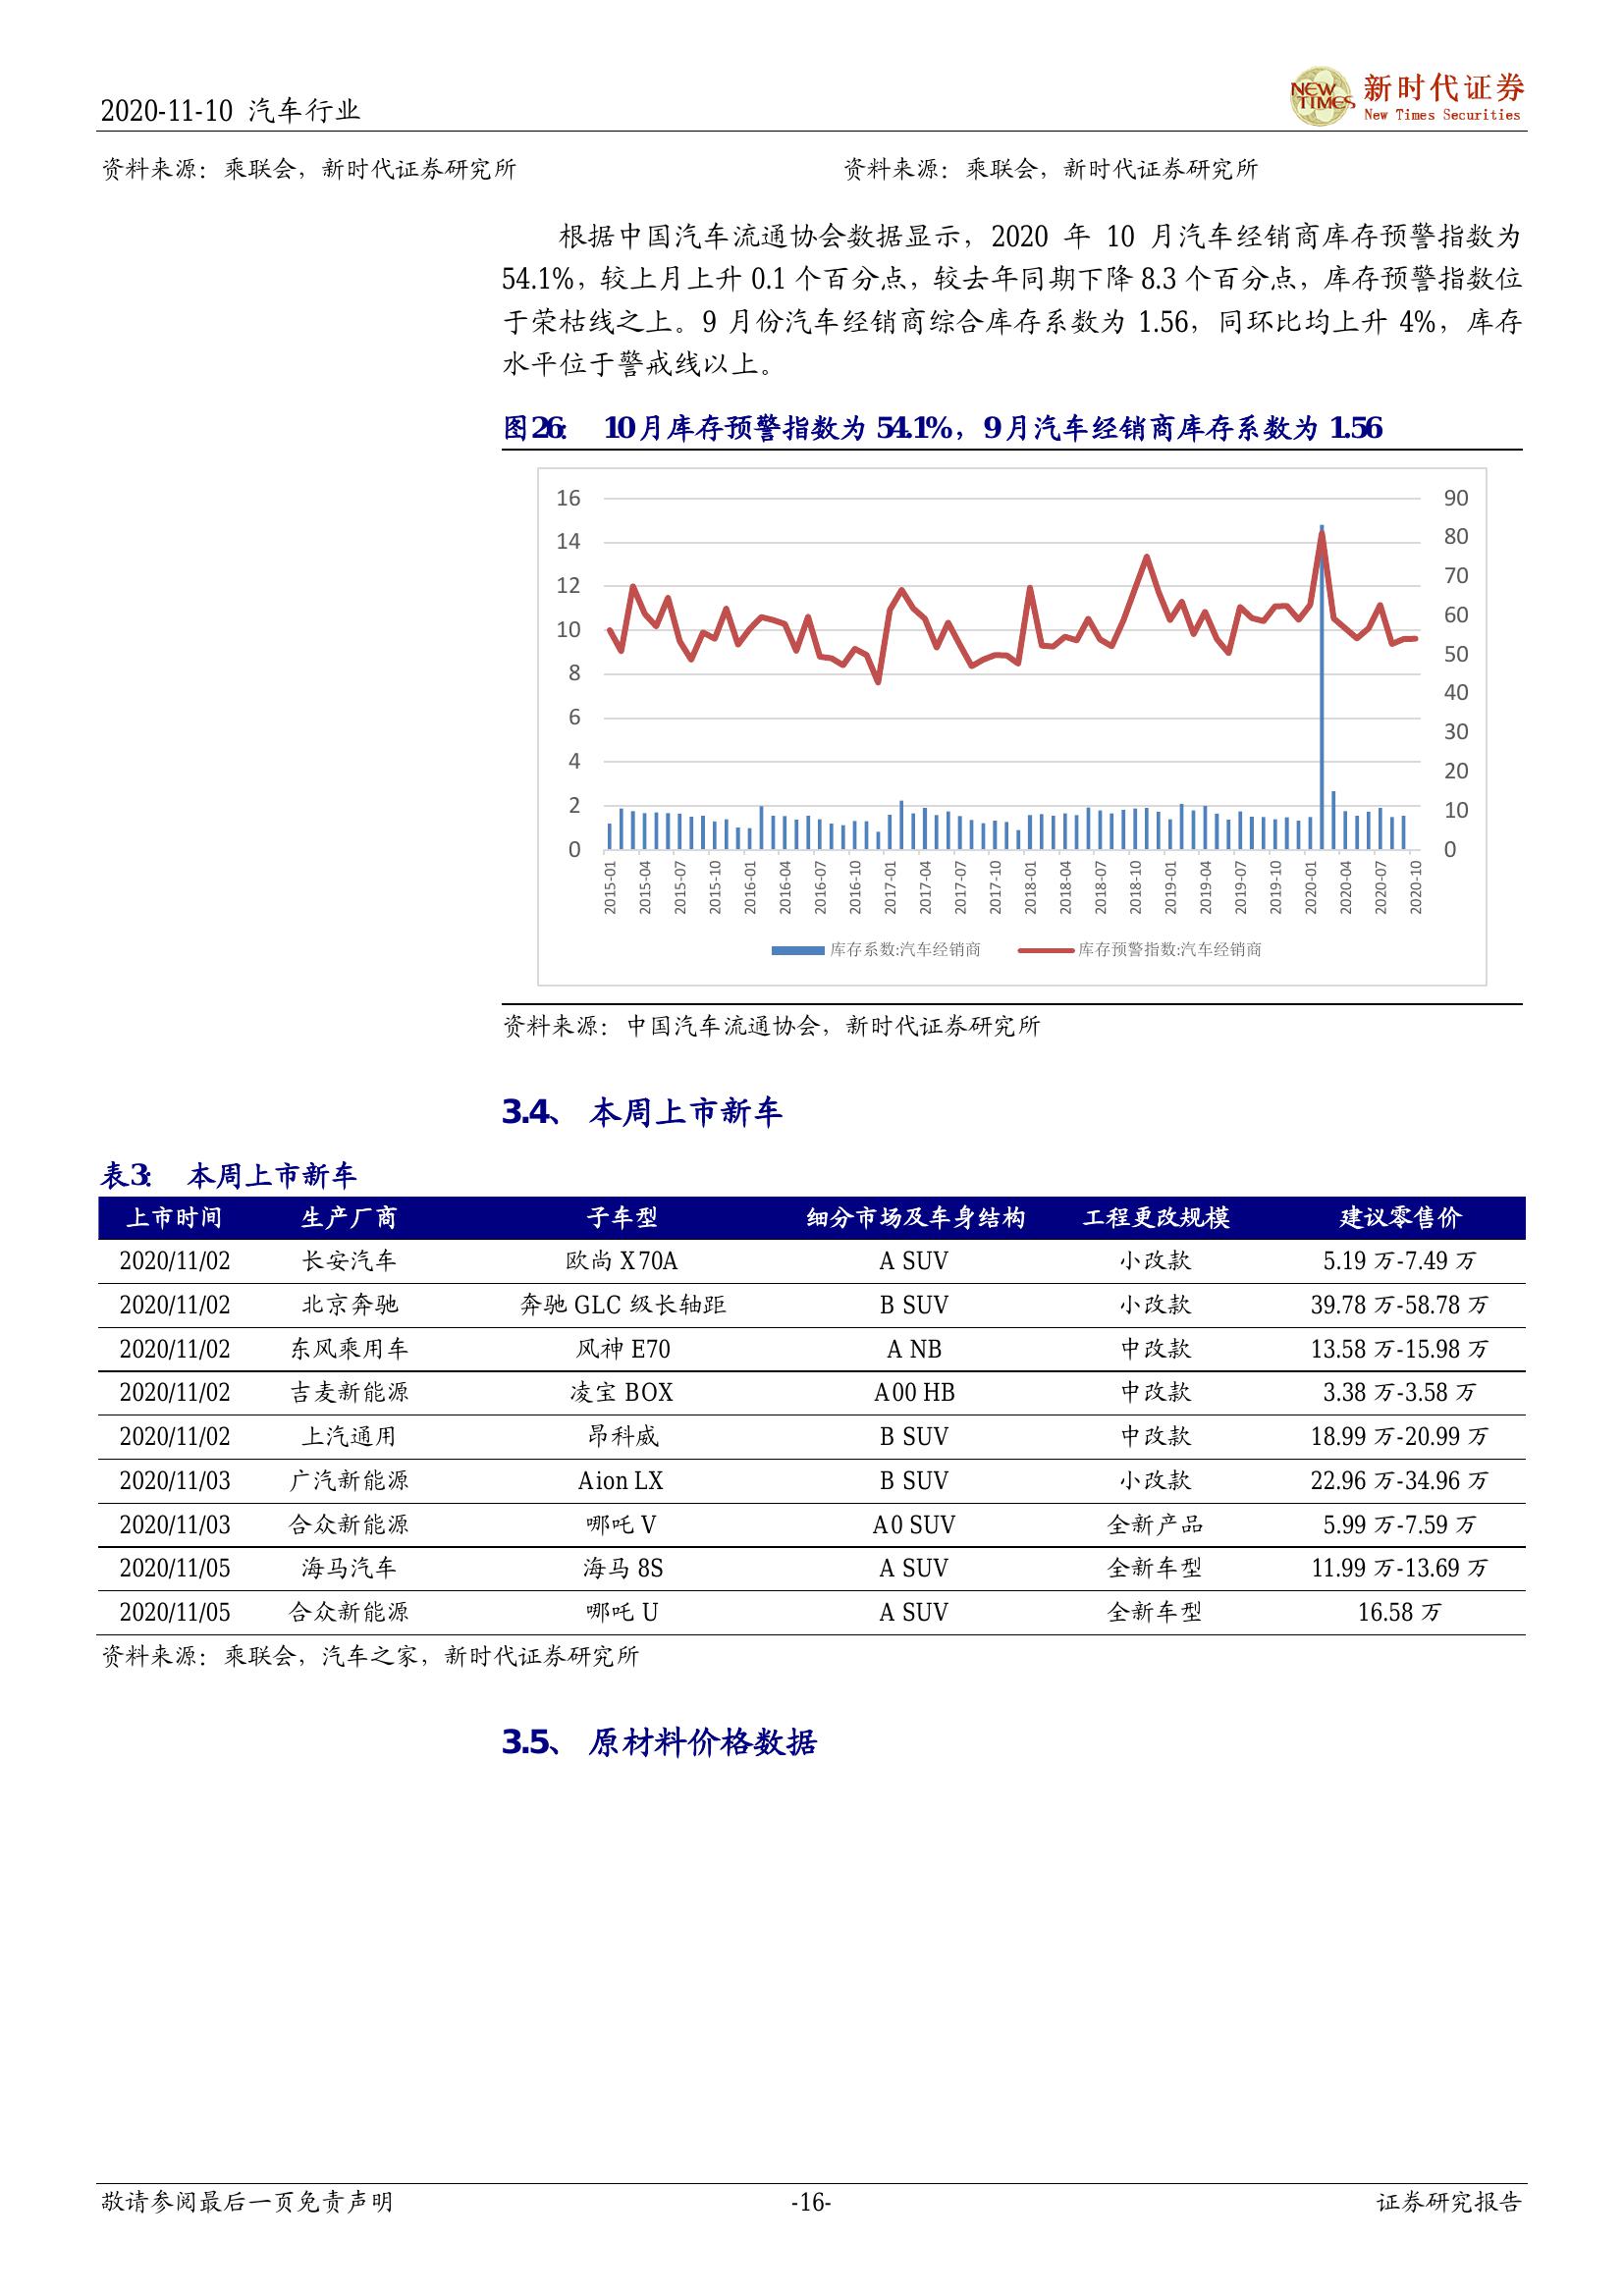 2020-11-10 汽车行业
NEW TIMES 新时代证券
New Times Securities
资料来源：乘联会，新时代证券研究所
资料来源：乘联会，新时代证券研究所
根据中国汽车流通协会数据显示，2020 年 10 月汽车经销商库存预警指数为
54.1%，较上月上升 0.1 个百分点，较去年同期下降 8.3 个百分点，库存预警指数位
于荣枯线之上。9 月份汽车经销商综合库存系数为 1.56，同环比均上升 4%，库存
水平位于警戒线以上。
图26： 10月库存预警指数为 54.1%，9月汽车经销商库存系数为 1.56
16
14
12
10
8
6
4
2
0
90
80
70
60
50
40
30
20
10
0
2015-01
2015-04
2015-07
2015-10
2016-01
2016-04
2016-07
2016-10
2017-01
2017-04
2017-07
2017-10
2018-01
2018-04
2018-07
2018-10
2019-01
2019-04
2019-07
2019-10
2020-01
2020-04
2020-07
2020-10
库存系数:汽车经销商 库存预警指数:汽车经销商
资料来源：中国汽车流通协会，新时代证券研究所
3.4、 本周上市新车
表3： 本周上市新车
上市时间 生产厂商 子车型 细分市场及车身结构 工程更改规模 建议零售价
2020/11/02 长安汽车 欧尚 X70A A SUV 小改款 5.19 万-7.49 万
2020/11/02 北京奔驰 奔驰 GLC 级长轴距 B SUV 小改款 39.78 万-58.78 万
2020/11/02 东风乘用车 风神 E70 A NB 中改款 13.58 万-15.98 万
2020/11/02 吉麦新能源 凌宝 BOX A00 HB 中改款 3.38 万-3.58 万
2020/11/02 上汽通用 昂科威 B SUV 中改款 18.99 万-20.99 万
2020/11/03 广汽新能源 Aion LX B SUV 小改款 22.96 万-34.96 万
2020/11/03 合众新能源 哪吒 V A0 SUV 全新产品 5.99 万-7.59 万
2020/11/05 海马汽车 海马 8S A SUV 全新车型 11.99 万-13.69 万
2020/11/05 合众新能源 哪吒 U A SUV 全新车型 16.58 万
资料来源：乘联会，汽车之家，新时代证券研究所
3.5、 原材料价格数据
敬请参阅最后一页免责声明 -16- 证券研究报告